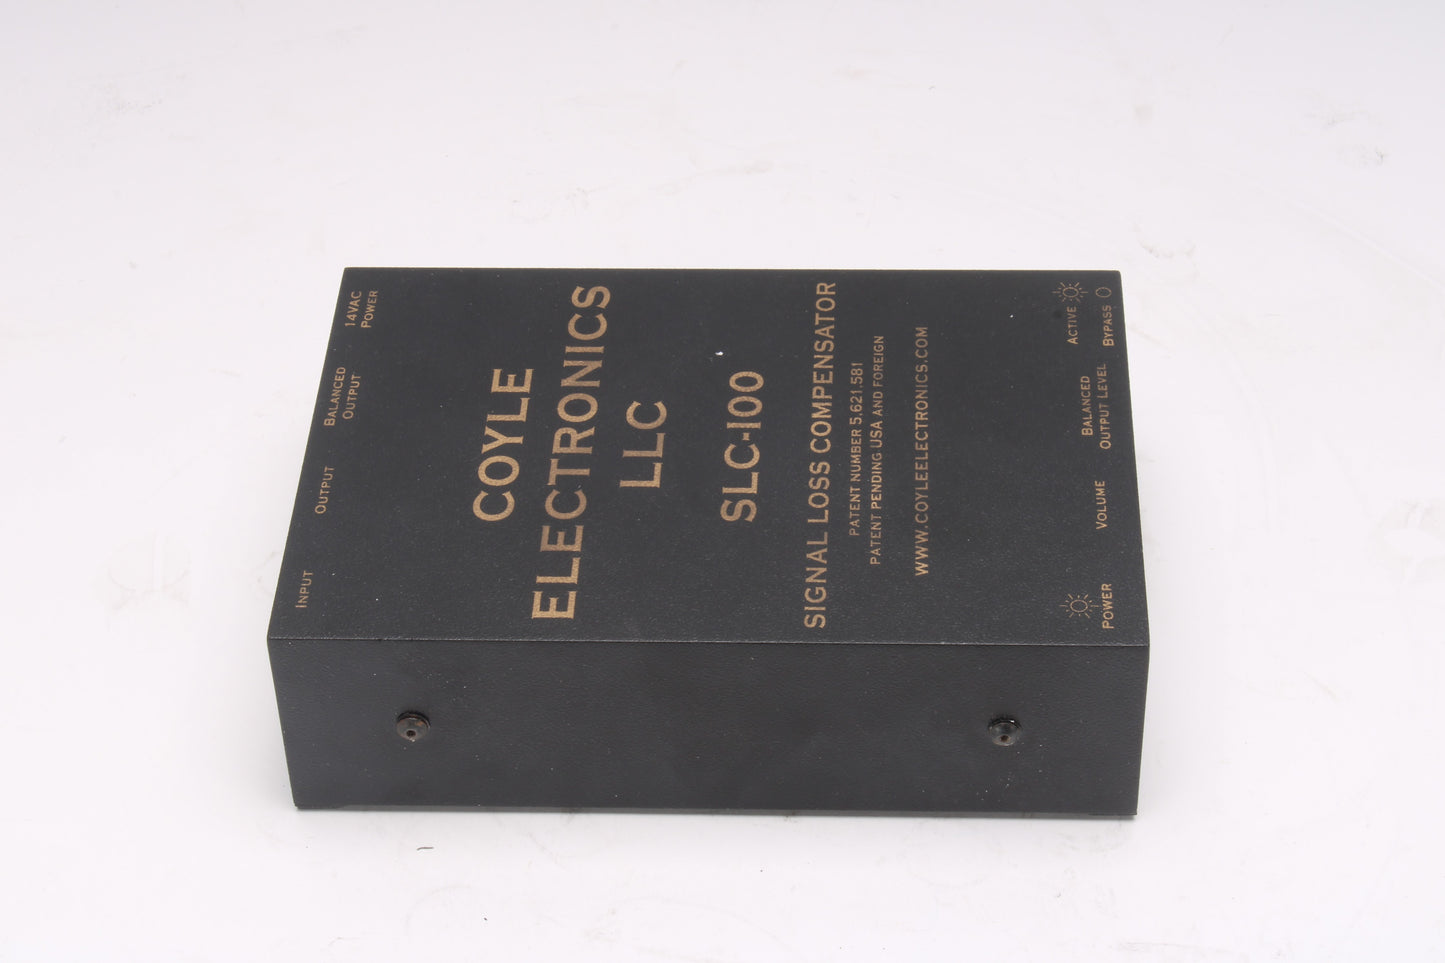 14VAC
POWER
BALANCED
OUTPUT
OUTPUT
INPUT
COYLE
ELECTRONICS
LLC
SLC-100
SIGNAL LOSS COMPENSATOR
PATENT NUMBER 5,621,581
PATENT PENDING USA AND FOREIGN
WWW.COYLEELECTRONICS.COM
POWER
VOLUME
BALANCED
OUTPUT LEVEL
ACTIVE
BYPASS